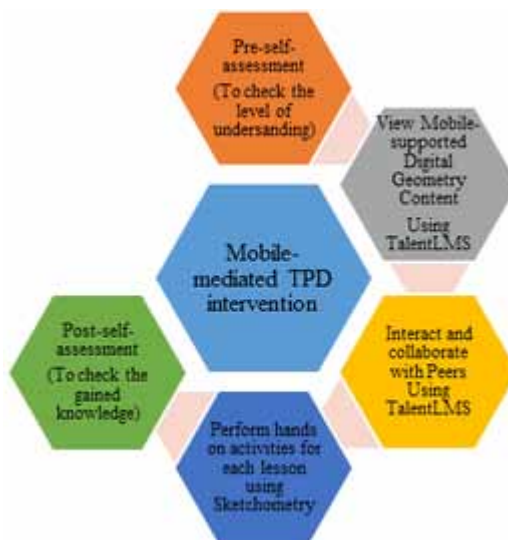 Pre-self-
assessment
(To check the
level of
undersanding)
View Mobile-
supported
Digital
Geometry
Content
Using
TalentLMS
Mobile-
mediated TPD
intervention
Interact and
collaborate
with Peers
Using
TalentLMS
Post-self-
assessment
(To check the
gained
knowledge)
Perform hands
on activities for
each lesson
using
Sketchometry